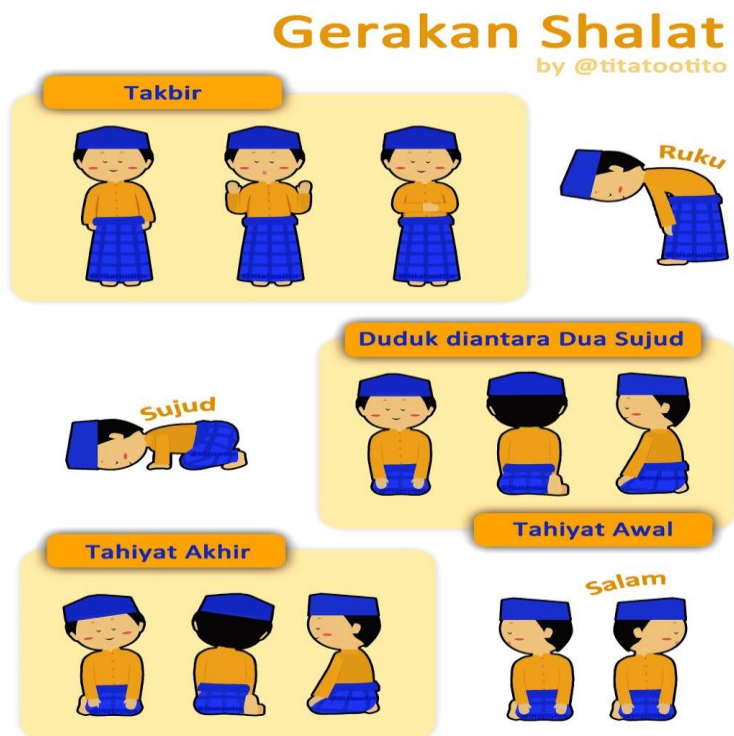 Gerakan Shalat
by @titatootito
Takbir
Ruku
Duduk diantara Dua Sujud
Sujud
Tahiyat Awal
Tahiyat Akhir
Salam